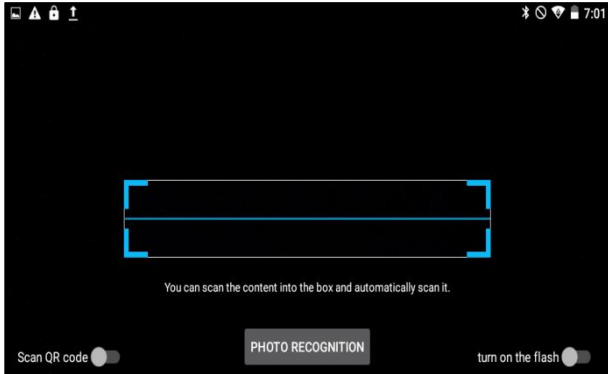 7:01
You can scan the content into the box and automatically scan it.
PHOTO RECOGNITION
Scan QR code
turn on the flash